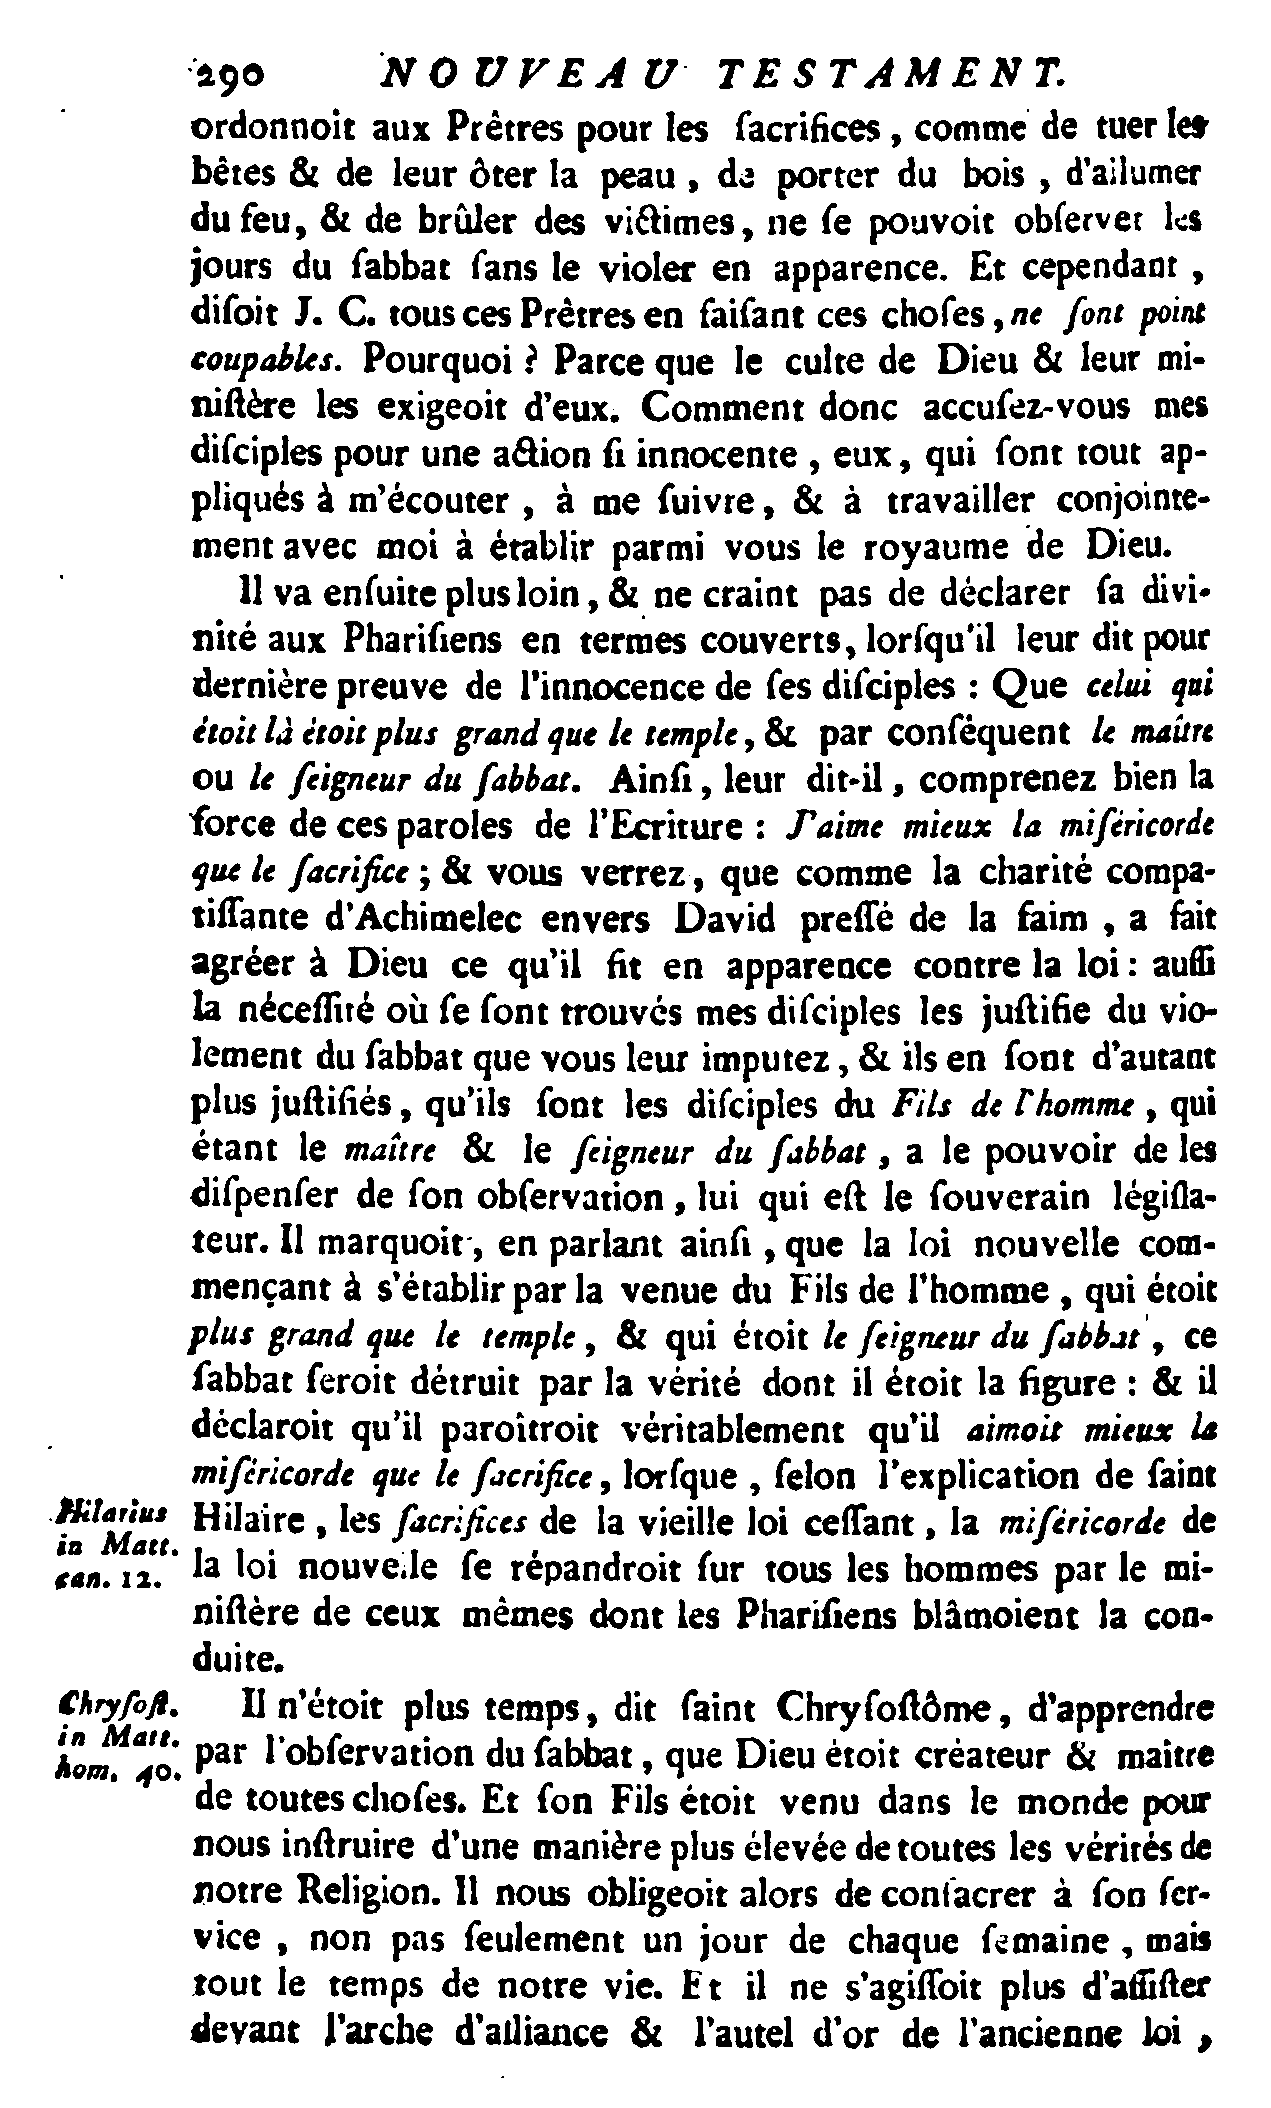 290 NOUVEAU TESTAMENT.
ordonnoit aux Prêtres pour les ſacrifices, comme de tuer les
bêtes & de leur ôter la peau, de porter du bois, d'allumer
du feu, & de brûler des victimes, ne ſe pouvoit obſerver les
jours du ſabbat ſans le violer en apparence. Et cependant,
diſoit J. C. tous ces Prêtres en faiſant ces choſes, ne ſont point
coupables. Pourquoi ? Parce que le culte de Dieu & leur mi-
niſtère les exigeoit d'eux. Comment donc accuſez-vous mes
diſciples pour une action ſi innocente, eux, qui ſont tout ap-
pliqués à m'écouter, à me ſuivre, & à travailler conjointe-
ment avec moi à établir parmi vous le royaume de Dieu.
Il va enſuite plus loin, & ne craint pas de déclarer ſa divi-
nité aux Phariſiens en termes couverts, lorſqu'il leur dit pour
dernière preuve de l'innocence de ſes diſciples : Que celui qui
étoit là étoit plus grand que le temple, & par conſéquent le maître
ou le ſeigneur du ſabbat. Ainſi, leur dit-il, comprenez bien la
force de ces paroles de l'Ecriture : J'aime mieux la miſéricorde
que le ſacrifice ; & vous verrez, que comme la charité compa-
tiſſante d'Achimelec envers David preſſé de la faim, a fait
agréer à Dieu ce qu'il fit en apparence contre la loi : auſſi
la néceſſité où ſe ſont trouvés mes diſciples les juſtifie du vio-
lement du ſabbat que vous leur imputez, & ils en ſont d'autant
plus juſtifiés, qu'ils ſont les diſciples du Fils de l'homme, qui
étant le maître & le ſeigneur du ſabbat, a le pouvoir de les
diſpenſer de ſon obſervation, lui qui eſt le ſouverain légiſla-
teur. Il marquoit, en parlant ainſi, que la loi nouvelle com-
mençant à s'établir par la venue du Fils de l'homme, qui étoit
plus grand que le temple, & qui étoit le ſeigneur du ſabbat, ce
ſabbat ſeroit détruit par la vérité dont il étoit la figure : & il
déclaroit qu'il paroîtroit véritablement qu'il aimoit mieux la
miſéricorde que le ſacrifice, lorſque, ſelon l'explication de ſaint
Hilaire, les ſacrifices de la vieille loi ceſſant, la miſéricorde de
la loi nouvelle ſe répandroit ſur tous les hommes par le mi-
niſtère de ceux mêmes dont les Phariſiens blâmoient la con-
duite.
Hilarius
in Matt.
can. 12.
Il n'étoit plus temps, dit ſaint Chryſoſtôme, d'apprendre
par l'obſervation du ſabbat, que Dieu étoit créateur & maître
de toutes choſes. Et ſon Fils étoit venu dans le monde pour
nous inſtruire d'une manière plus élevée de toutes les vérités de
notre Religion. Il nous obligeoit alors de conſacrer à ſon ſer-
vice, non pas ſeulement un jour de chaque ſemaine, mais
tout le temps de notre vie. Et il ne s'agiſſoit plus d'aſſiſter
devant l'arche d'alliance & l'autel d'or de l'ancienne loi,
Chryſoſt.
in Matt.
hom. 40.